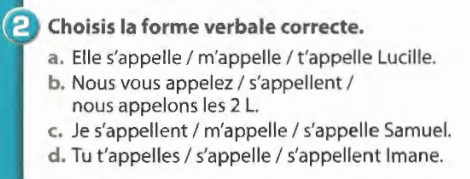 2 Choisis la forme verbale correcte.
a. Elle s'appelle / m'appelle / t'appelle Lucille.
b. Nous vous appelez / s'appellent /
nous appelons les 2 L.
c. Je s'appellent / m'appelle / s'appelle Samuel.
d. Tu t'appelles / s'appelle / s'appellent Imane.